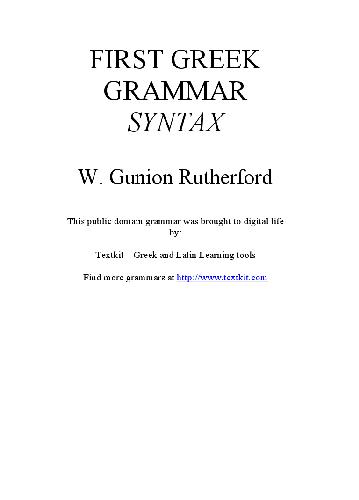 FIRST GREEK
GRAMMAR
SYNTAX
W. Gunion Rutherford
This public domain grammar was brought to digital life
by:
Textkit – Greek and Latin Learning tools
Find more grammars at http://www.textkit.com